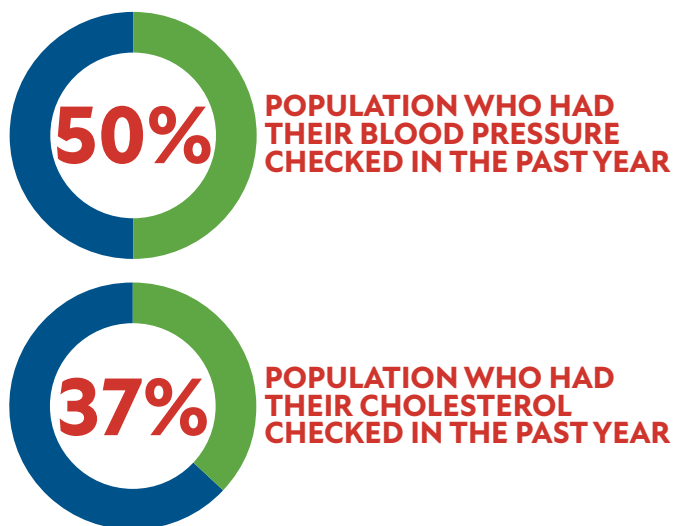 50%
POPULATION WHO HAD
THEIR BLOOD PRESSURE
CHECKED IN THE PAST YEAR
37%
POPULATION WHO HAD
THEIR CHOLESTEROL
CHECKED IN THE PAST YEAR